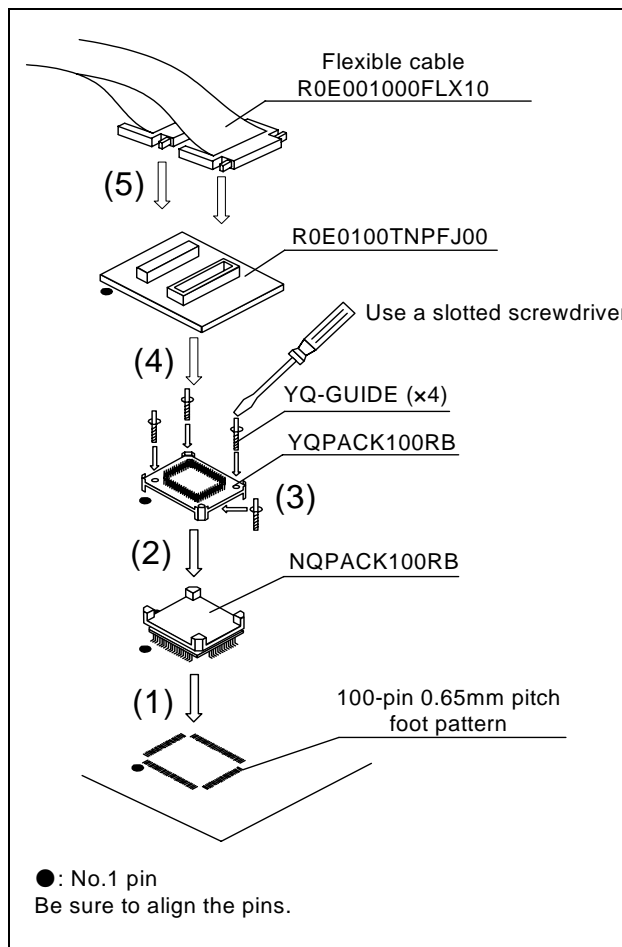 Flexible cable
R0E001000FLX10
(5)
R0E0100TNPFJ00
Use a slotted screwdriver
(4)
YQ-GUIDE (×4)
YQPACK100RB
(3)
(2)
NQPACK100RB
(1)
100-pin 0.65mm pitch
foot pattern
●: No.1 pin
Be sure to align the pins.